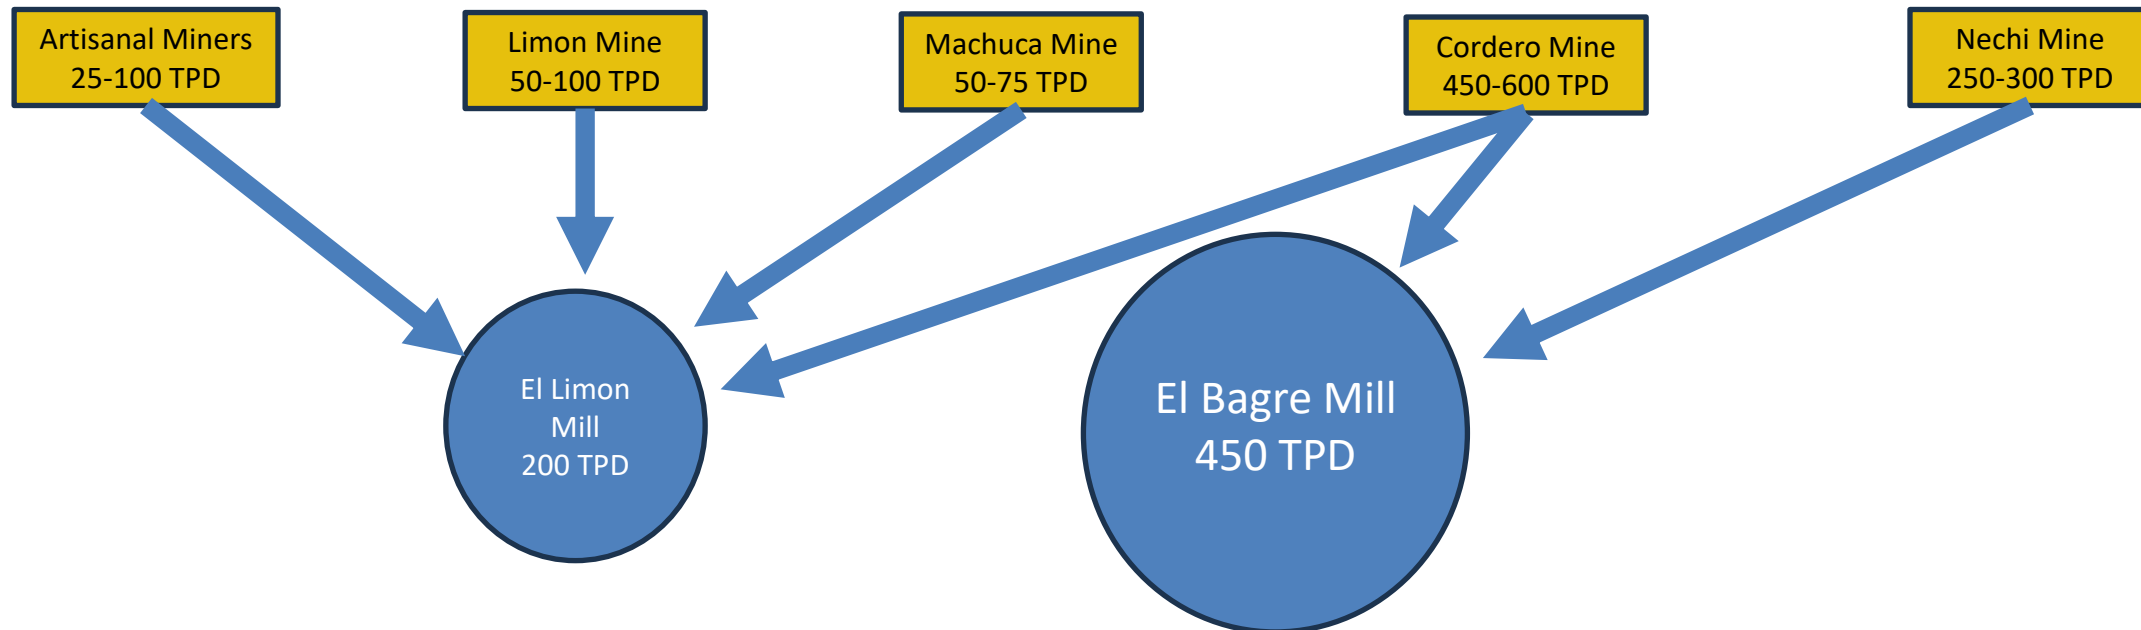 Artisanal Miners
25-100 TPD
Limon Mine
50-100 TPD
Machuca Mine
50-75 TPD
Cordero Mine
450-600 TPD
Nechi Mine
250-300 TPD
El Limon
Mill
200 TPD
El Bagre Mill
450 TPD